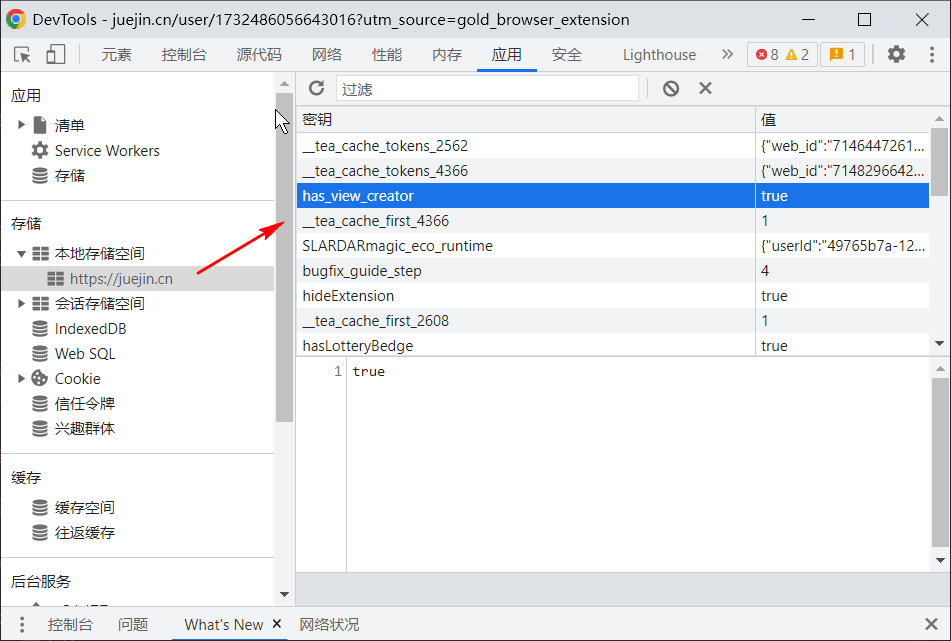 DevTools - juejin.cn/user/1732486056643016?utm_source=gold_browser_extension
元素 控制台 源代码 网络 性能 内存 应用 安全 Lighthouse » 8 2 1
应用
清单
Service Workers
存储
存储
本地存储空间
https://juejin.cn
会话存储空间
IndexedDB
Web SQL
Cookie
信任令牌
兴趣群体
缓存
缓存空间
往返缓存
后台服务
过滤
密钥 值
__tea_cache_tokens_2562 {"web_id":"7146447261...
__tea_cache_tokens_4366 {"web_id":"7148296642...
has_view_creator true
__tea_cache_first_4366 1
SLARDARmagic_eco_runtime {"userId":"49765b7a-12...
bugfix_guide_step 4
hideExtension true
__tea_cache_first_2608 1
hasLotteryBedge true
1 true
控制台 问题 What's New × 网络状况